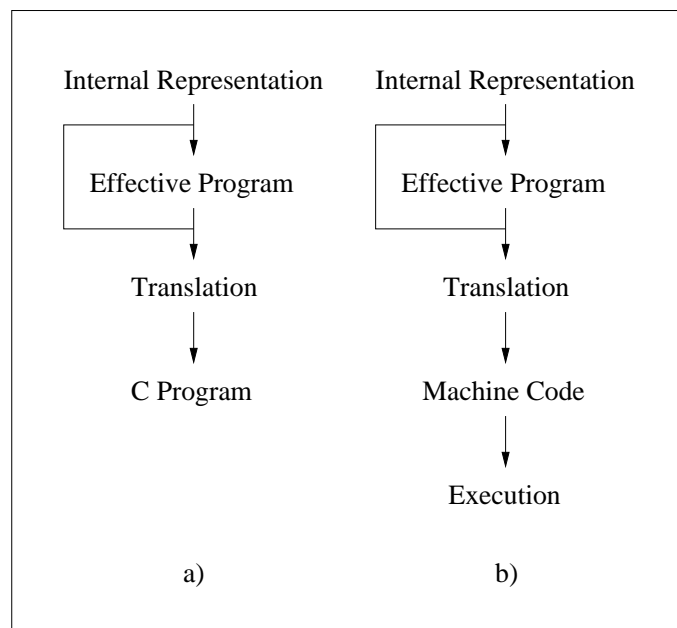 Internal Representation
Effective Program
Translation
C Program
a)
Internal Representation
Effective Program
Translation
Machine Code
Execution
b)